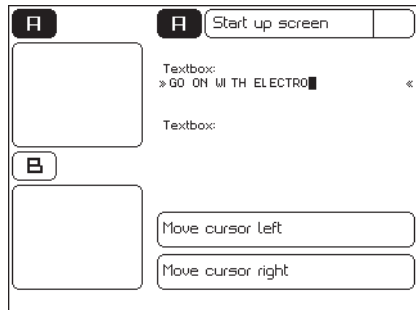 A
A Start up screen
Textbox:
»GO ON WITH ELECTRO «
Textbox:
B
Move cursor left
Move cursor right